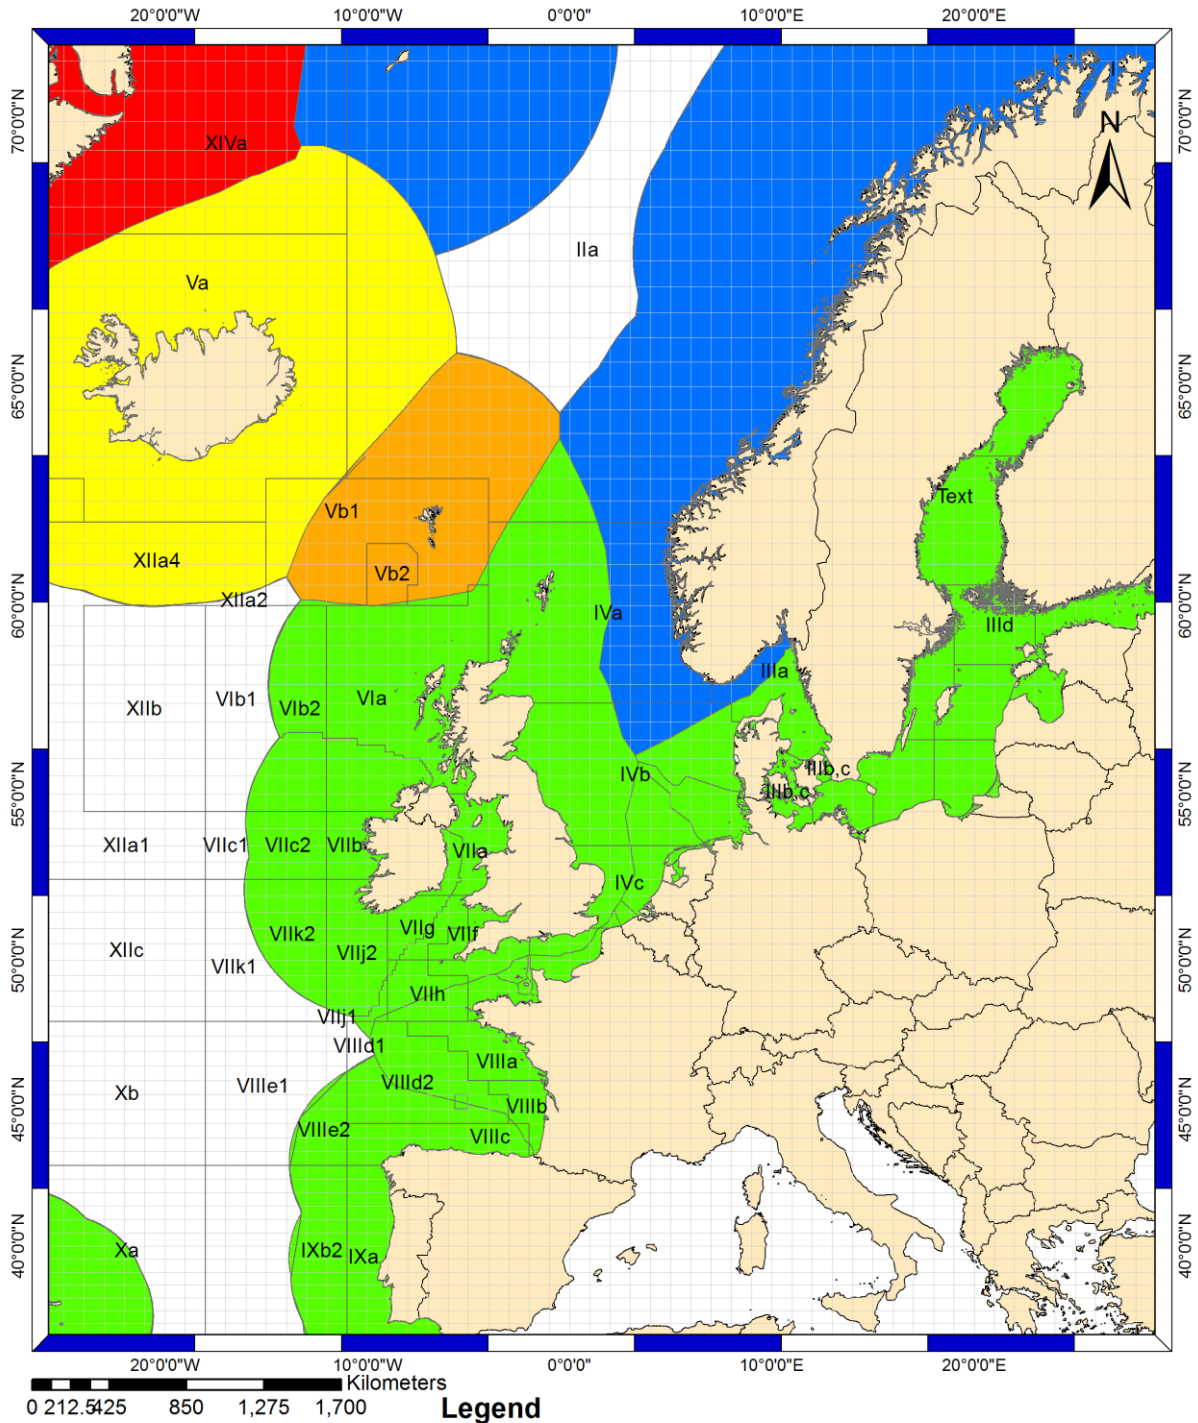 20°0'0"W 10°0'0"W 0°0'0" 10°0'0"E 20°0'0"E
70°0'0"N 70°0'0"N
I
N
XIVa
IIa
Va
65°0'0"N 65°0'0"N
Text
Vb1
XIIa4
Vb2
XIIa2
60°0'0"N 60°0'0"N
IVa
IIId
IIIa
VIb1
VIa
XIIb
VIb2
IVb
IIIb,c
IIIb,c
55°0'0"N 55°0'0"N
XIIa1 VIIc1 VIIc2 VIIb VIIa
IVc
VIIg VIIf
VIIk2
XIIc
VIIj2
50°0'0"N 50°0'0"N
VIIk1
VIIh
VIIj1
VIIId1
VIIIa
VIIId2
VIIIe1
Xb
VIIIb
45°0'0"N 45°0'0"N
VIIIe2
VIIIc
Xa
IXb2 IXa
40°0'0"N 40°0'0"N
20°0'0"W 10°0'0"W 0°0'0" 10°0'0"E 20°0'0"E
Kilometers
0 212.5425 850 1,275 1,700
Legend